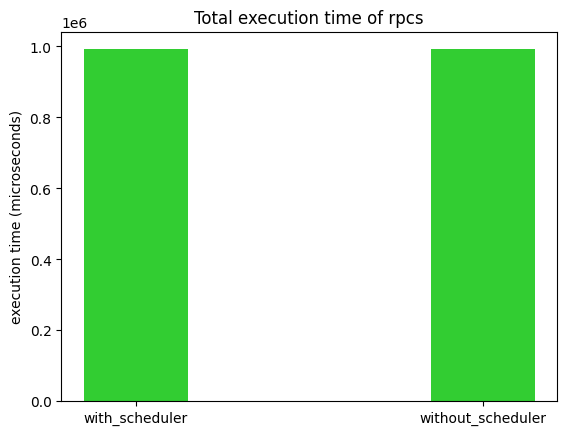 Total execution time of rpcs
1e6
execution time (microseconds)
1.0
0.8
0.6
0.4
0.2
0.0
with_scheduler
without_scheduler